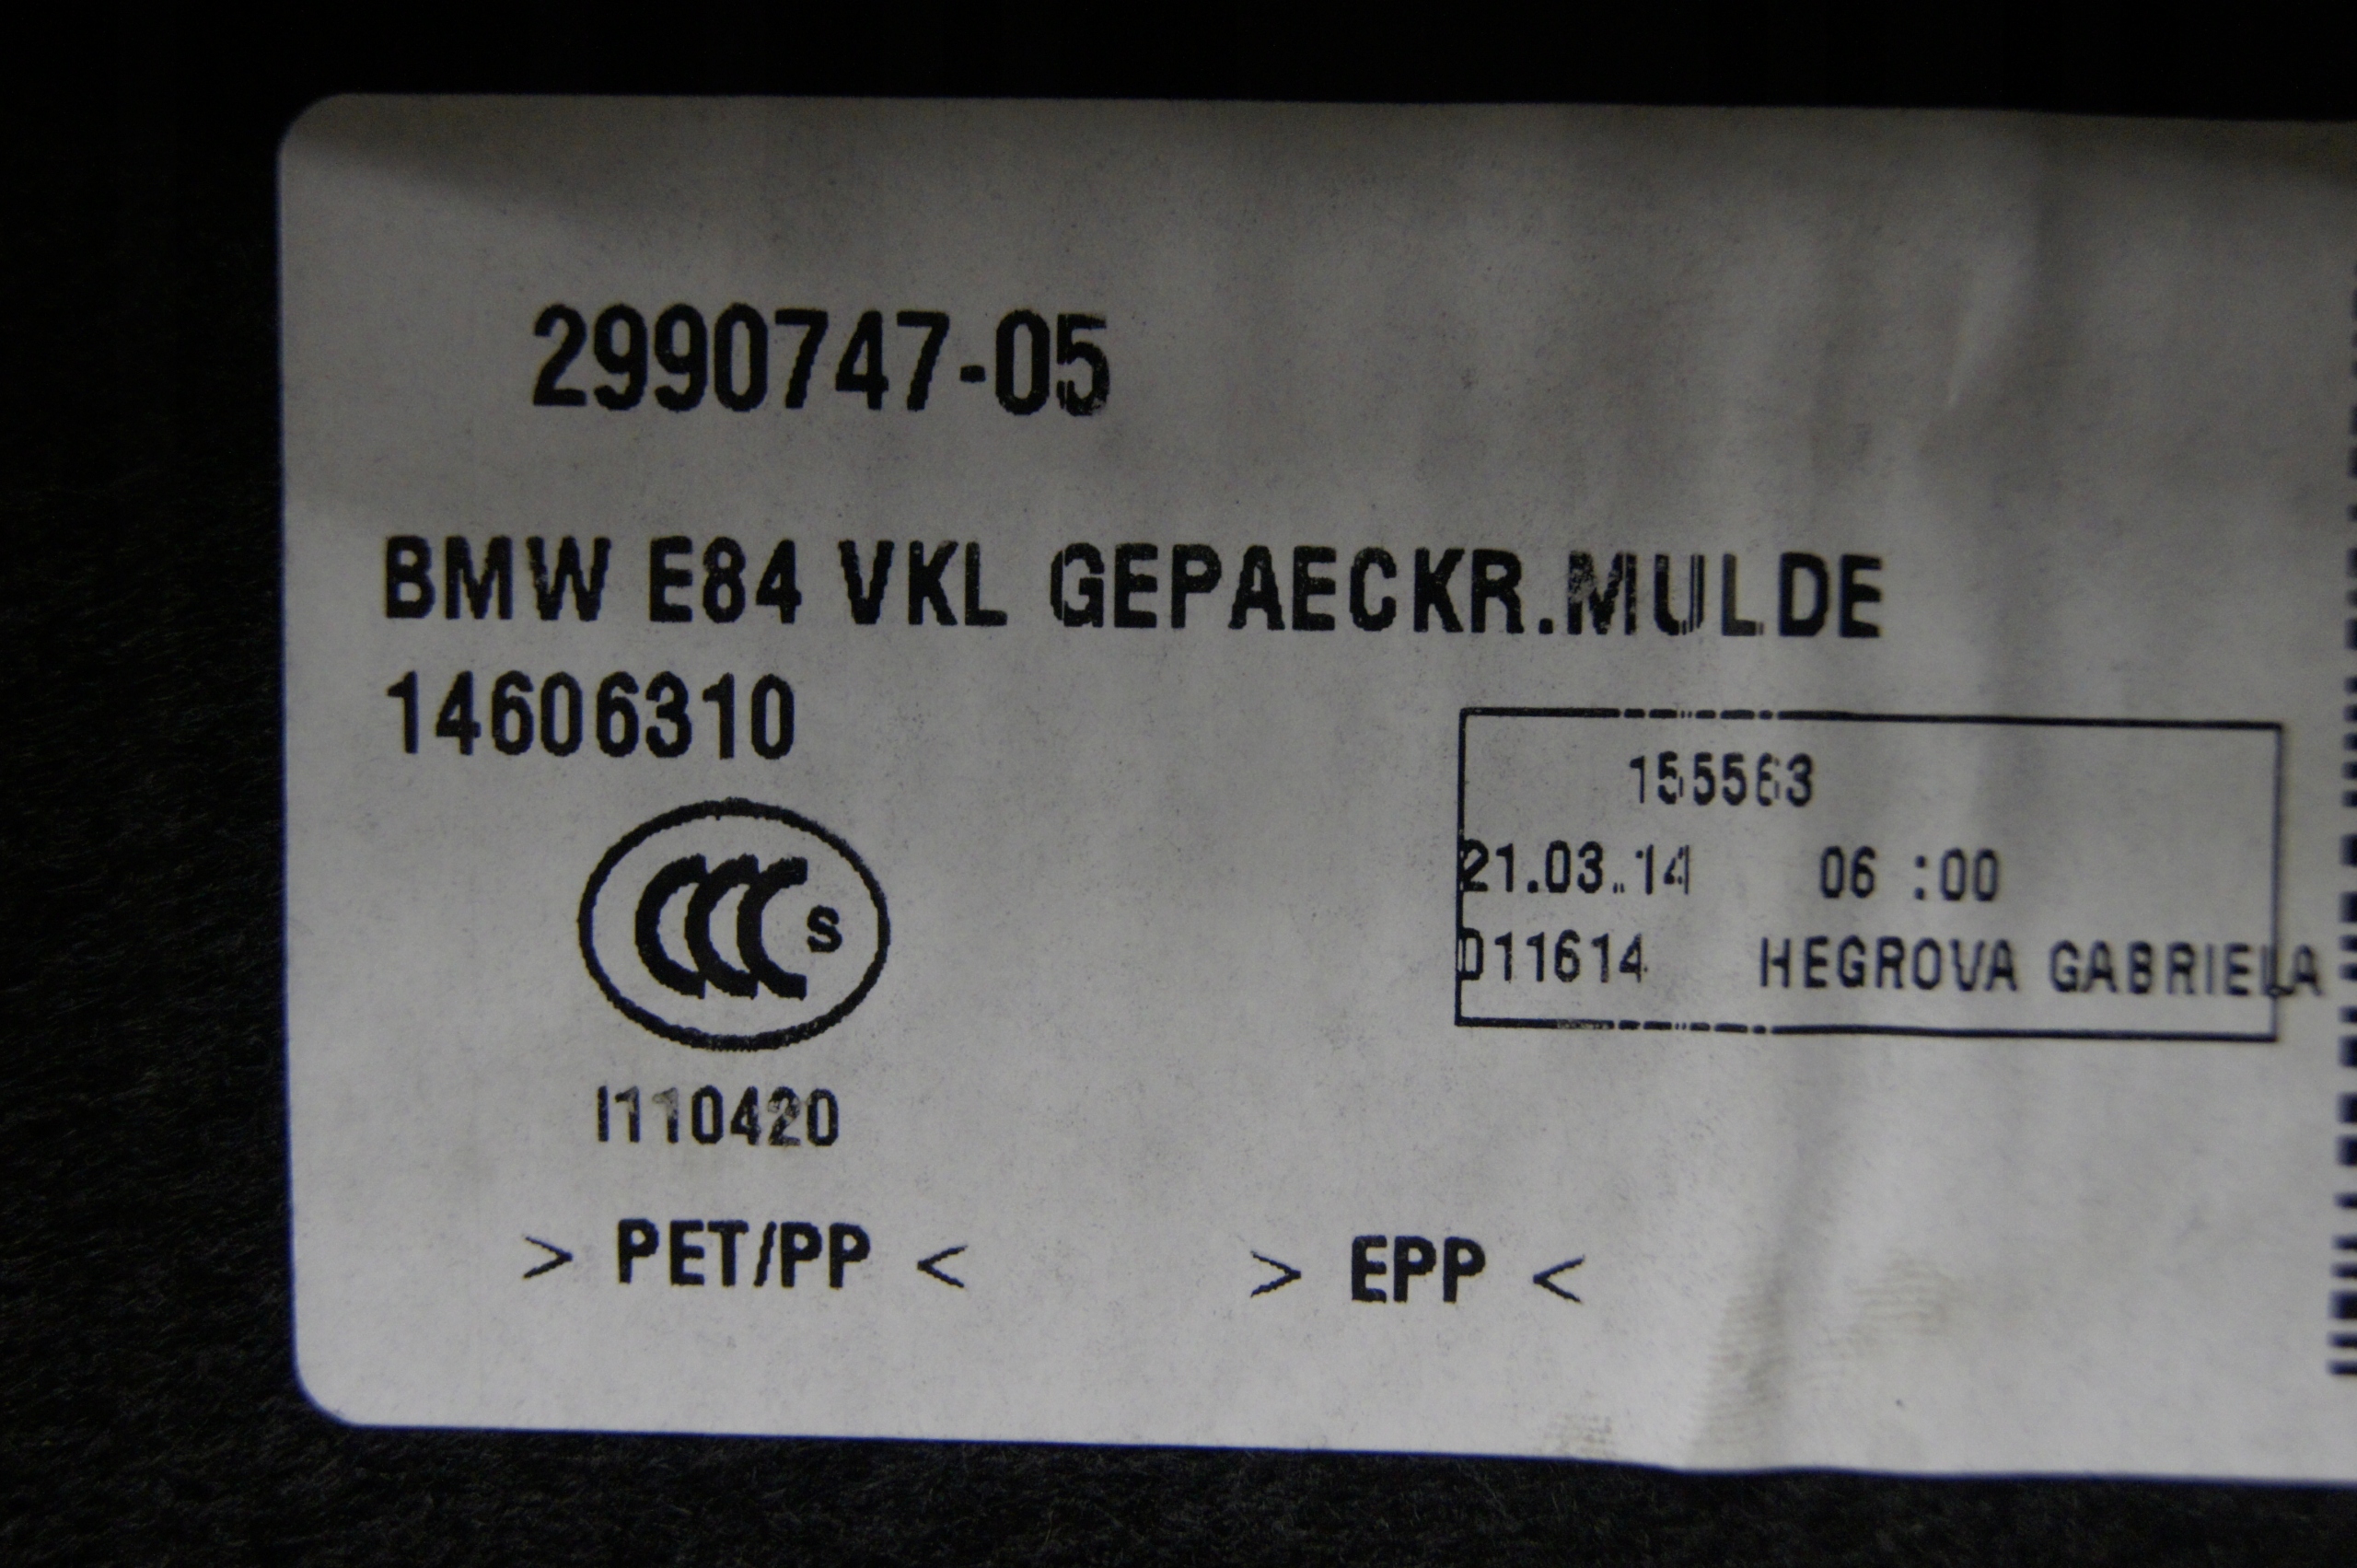 2990747-05
BMW E84 VKL GEPAECKR.MULDE
14606310
155563
21.03.14 06 :00
CCC S
D11614 HEGROVA GABRIELA
I110420
> PET/PP < > EPP <